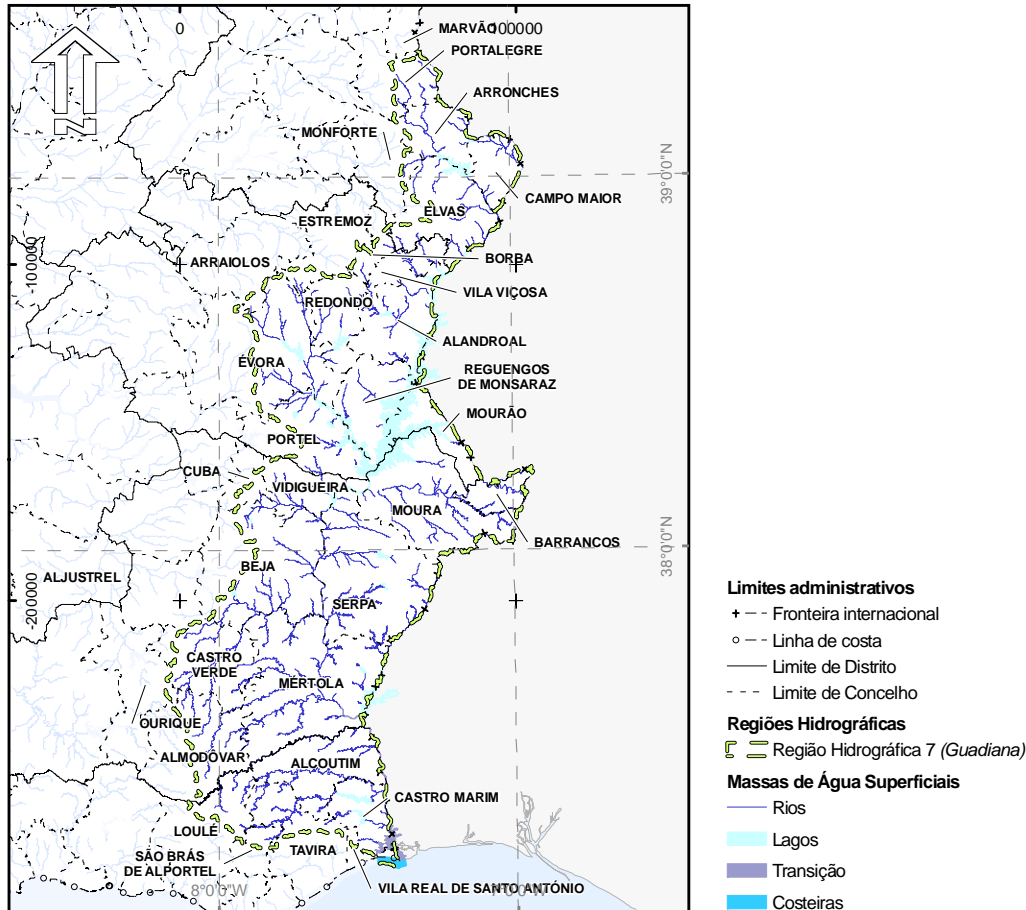 0
100000
MARVÃO
PORTALEGRE
ARRONCHES
MONFORTE
39°0'0"N
CAMPO MAIOR
ELVAS
ESTREMOZ
ARRAIOLOS
BORBA
-100000
VILA VIÇOSA
REDONDO
ALANDROAL
ÉVORA
REGUENGOS
DE MONSARAZ
MOURÃO
PORTEL
CUBA
VIDIGUEIRA
MOURA
BARRANCOS
38°0'0"N
BEJA
ALJUSTREL
-200000
SERPA
CASTRO
VERDE
MÉRTOLA
OURIQUE
ALMODÔVAR
ALCOUTIM
CASTRO MARIM
LOULÉ
TAVIRA
SÃO BRÁS
DE ALPORTEL
8°0'0"W
7°0'0"W
VILA REAL DE SANTO ANTÓNIO
N
Limites administrativos
Fronteira internacional
Linha de costa
Limite de Distrito
Limite de Concelho
Regiões Hidrográficas
Região Hidrográfica 7 (Guadiana)
Massas de Água Superficiais
Rios
Lagos
Transição
Costeiras